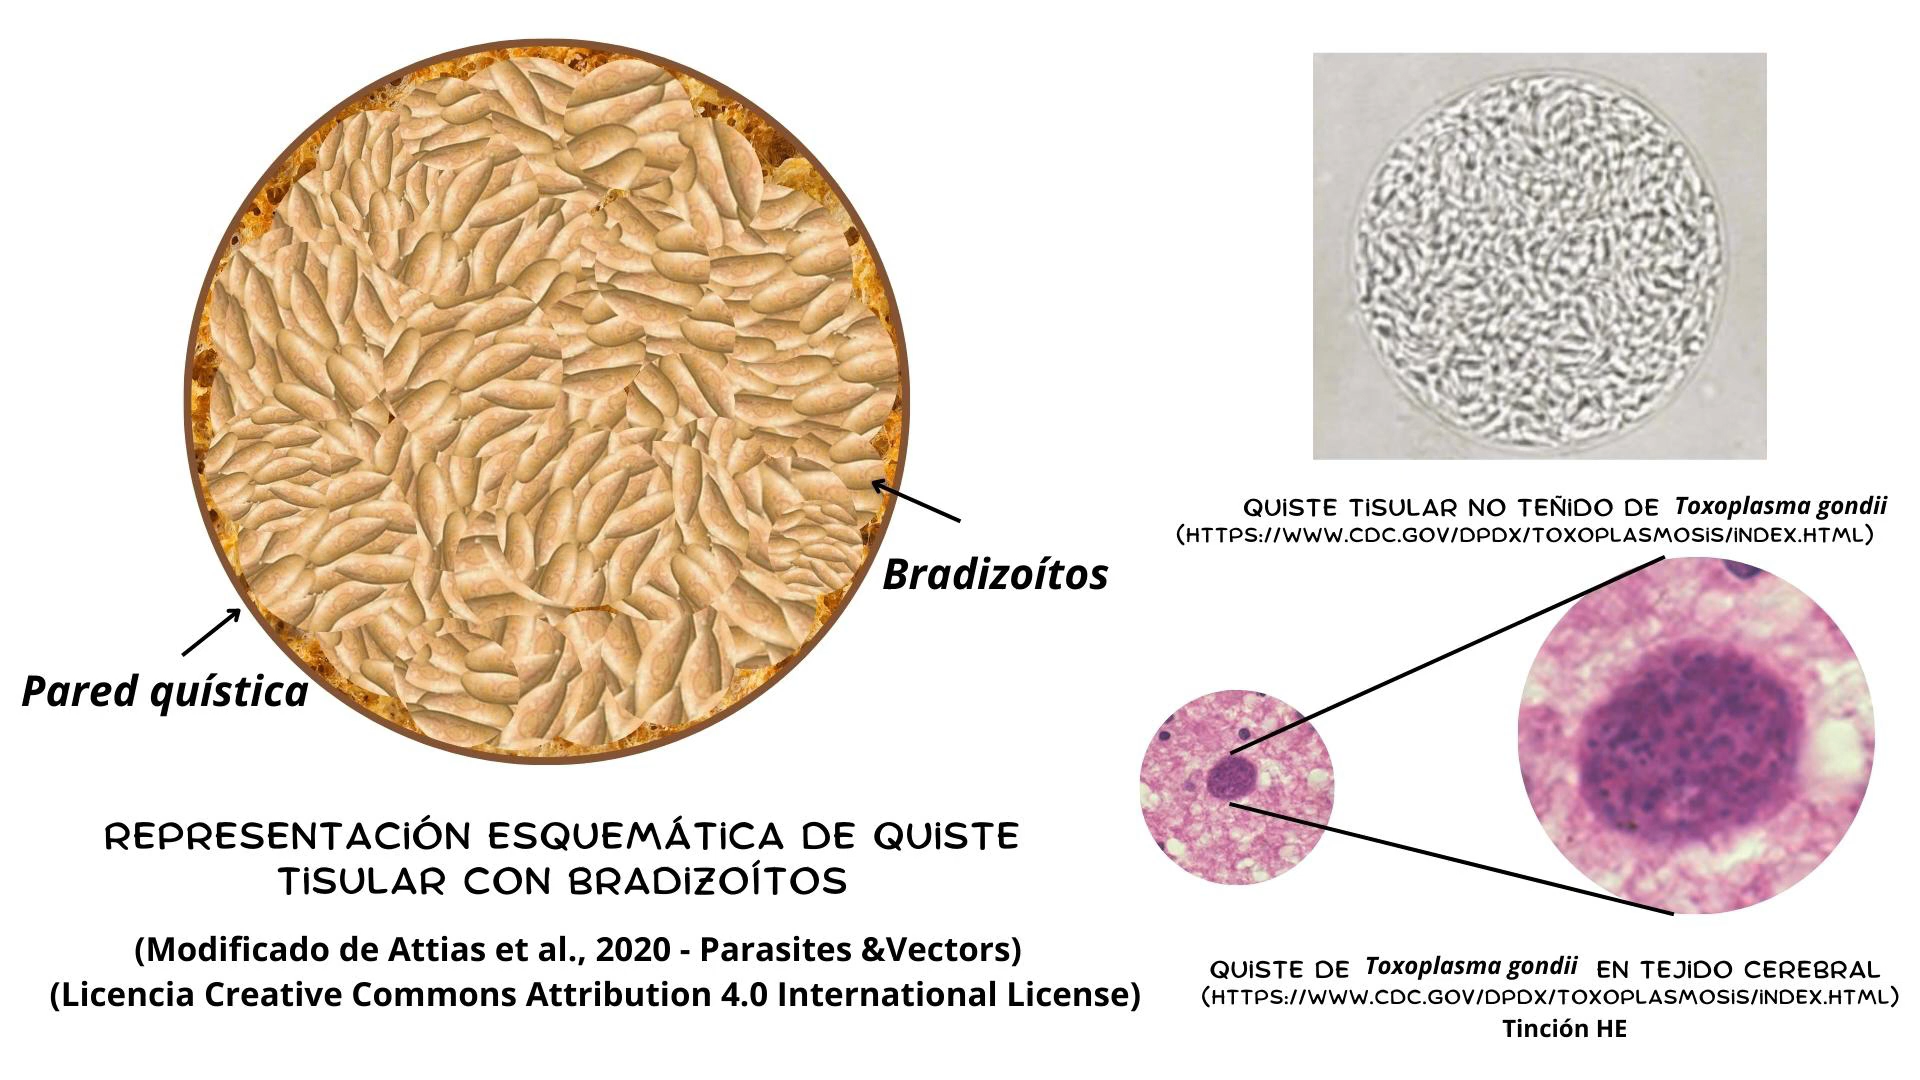 Bradizoítos
Pared quística
REPRESENTACIÓN ESQUEMÁTICA DE QUISTE
TISULAR CON BRADIZOÍTOS
(Modificado de Attias et al., 2020 - Parasites &Vectors)
(Licencia Creative Commons Attribution 4.0 International License)
QUISTE TISULAR NO TEÑIDO DE Toxoplasma gondii
(HTTPS://WWW.CDC.GOV/DPDX/TOXOPLASMOSIS/INDEX.HTML)
QUISTE DE Toxoplasma gondii EN TEJIDO CEREBRAL
(HTTPS://WWW.CDC.GOV/DPDX/TOXOPLASMOSIS/INDEX.HTML)
Tinción HE